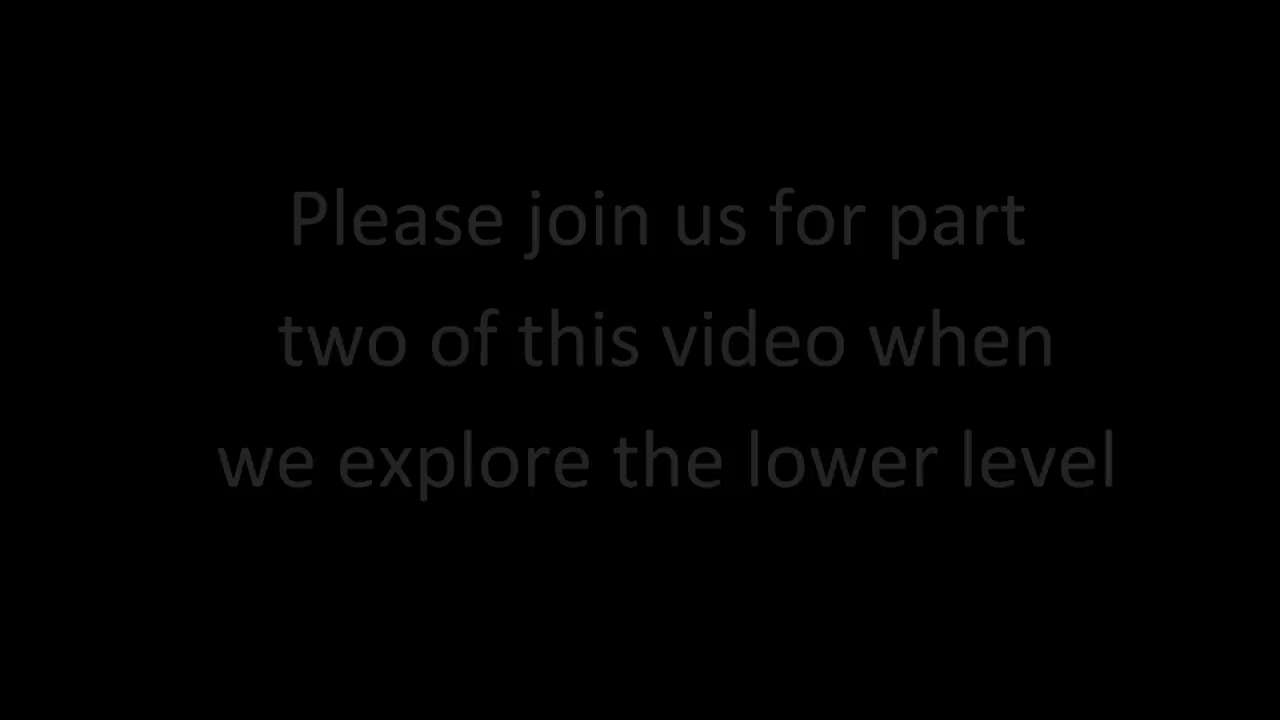 Please join us for part
two of this video when
we explore the lower level